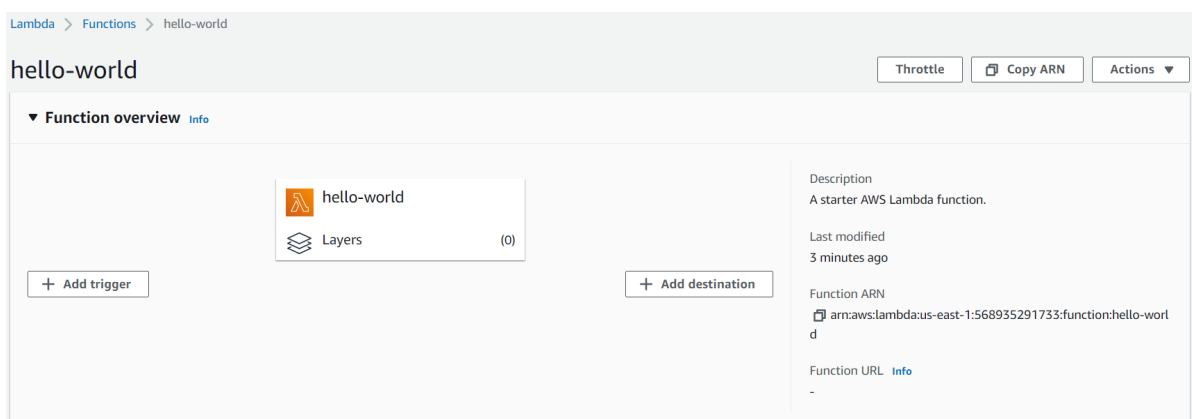 Lambda > Functions > hello-world
hello-world
Throttle
Copy ARN
Actions
Function overview Info
hello-world
Layers (0)
+ Add trigger
+ Add destination
Description
A starter AWS Lambda function.
Last modified
3 minutes ago
Function ARN
arn:aws:lambda:us-east-1:568935291733:function:hello-worl
d
Function URL Info
-